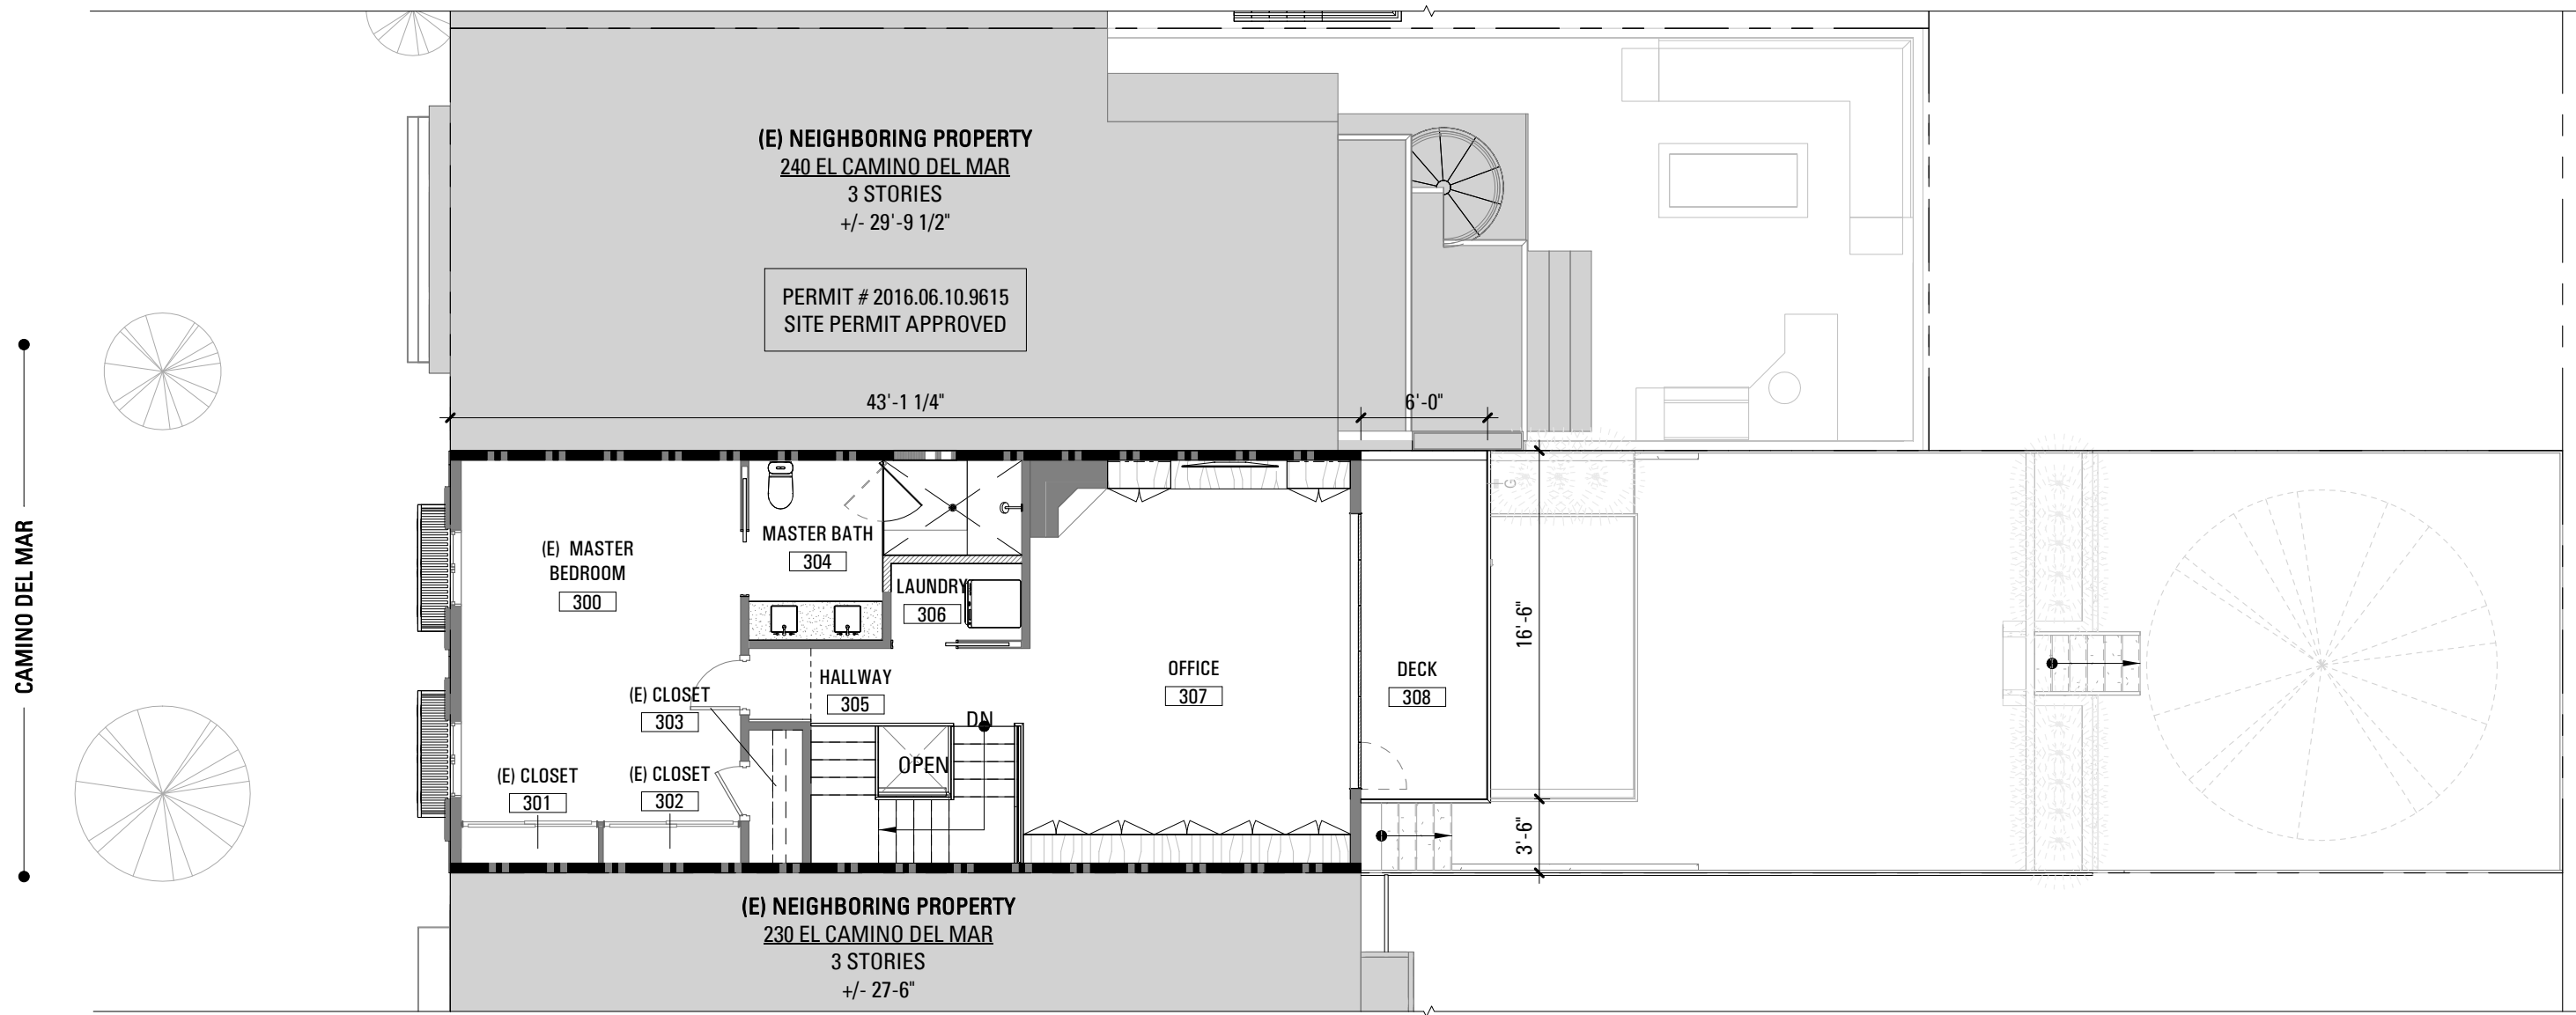 (E) NEIGHBORING PROPERTY
240 EL CAMINO DEL MAR
3 STORIES
+/- 29'-9 1/2"
PERMIT # 2016.06.10.9615
SITE PERMIT APPROVED
43'-1 1/4"
6'-0"
CAMINO DEL MAR
(E) MASTER
BEDROOM
300
MASTER BATH
304
LAUNDRY
306
G
16'-6"
HALLWAY
305
OFFICE
307
DECK
308
(E) CLOSET
303
DN
OPEN
(E) CLOSET
301
(E) CLOSET
302
3'-6"
(E) NEIGHBORING PROPERTY
230 EL CAMINO DEL MAR
3 STORIES
+/- 27-6"